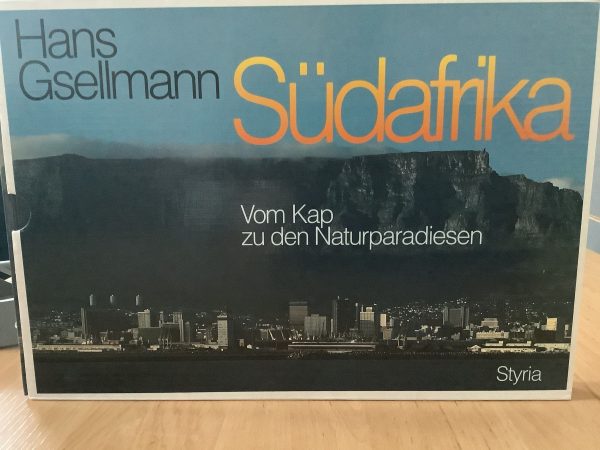 Hans
Gsellmann
Südafrika
Vom Kap
zu den Naturparadiesen
Styria